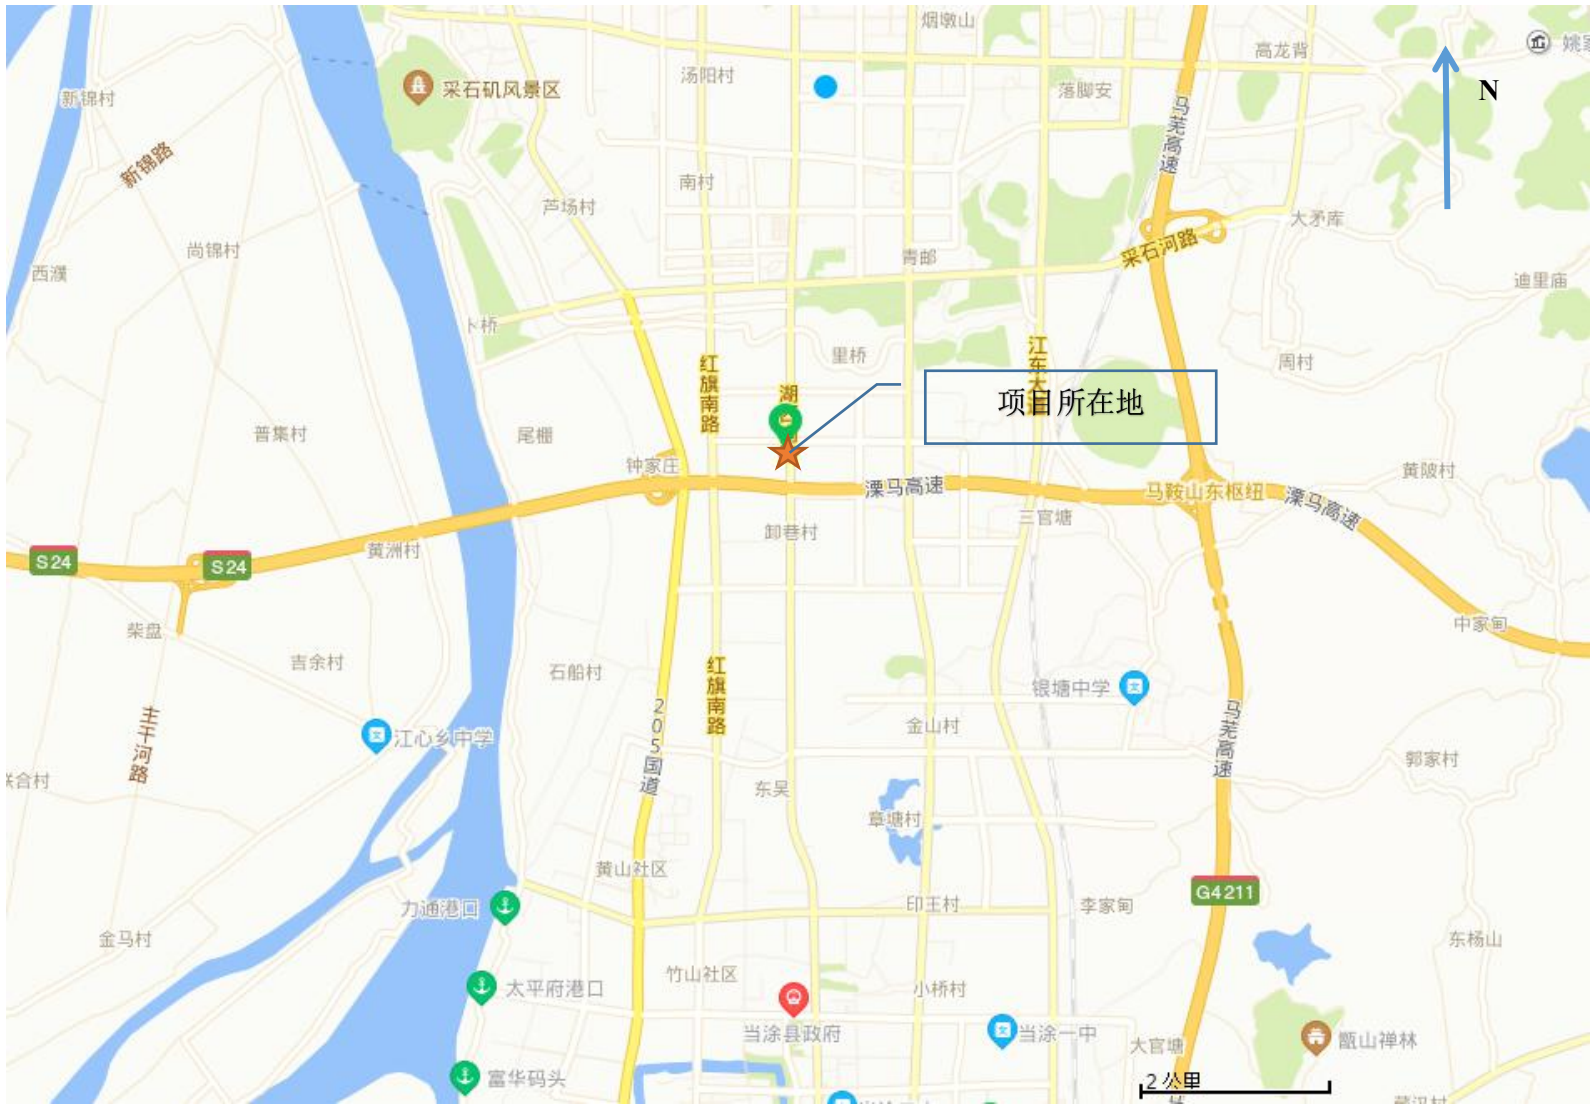 烟墩山
高龙背
姚家
汤阳村
采石矶风景区
落脚安
新锦村
N
马芜高速
新锦路
南村
芦场村
大矛库
尚锦村
青邮
采石河路
西濮
迪里庙
卜桥
里桥
江东大道
周村
红旗南路
项目所在地
普集村
尾棚
钟家庄
黄陂村
溧马高速
马鞍山东枢纽
溧马高速
三官塘
卸巷村
黄洲村
S24
S24
柴盘
中家甸
吉余村
石船村
红旗南路
银塘中学
主干河路
205国道
金山村
马芜高速
江心乡中学
郭家村
联合村
东吴
章塘村
黄山社区
G4211
力通港口
印王村
李家甸
金马村
东杨山
竹山社区
太平府港口
小桥村
当涂县政府
当涂一中
大官塘
甑山禅林
富华码头
2 公里